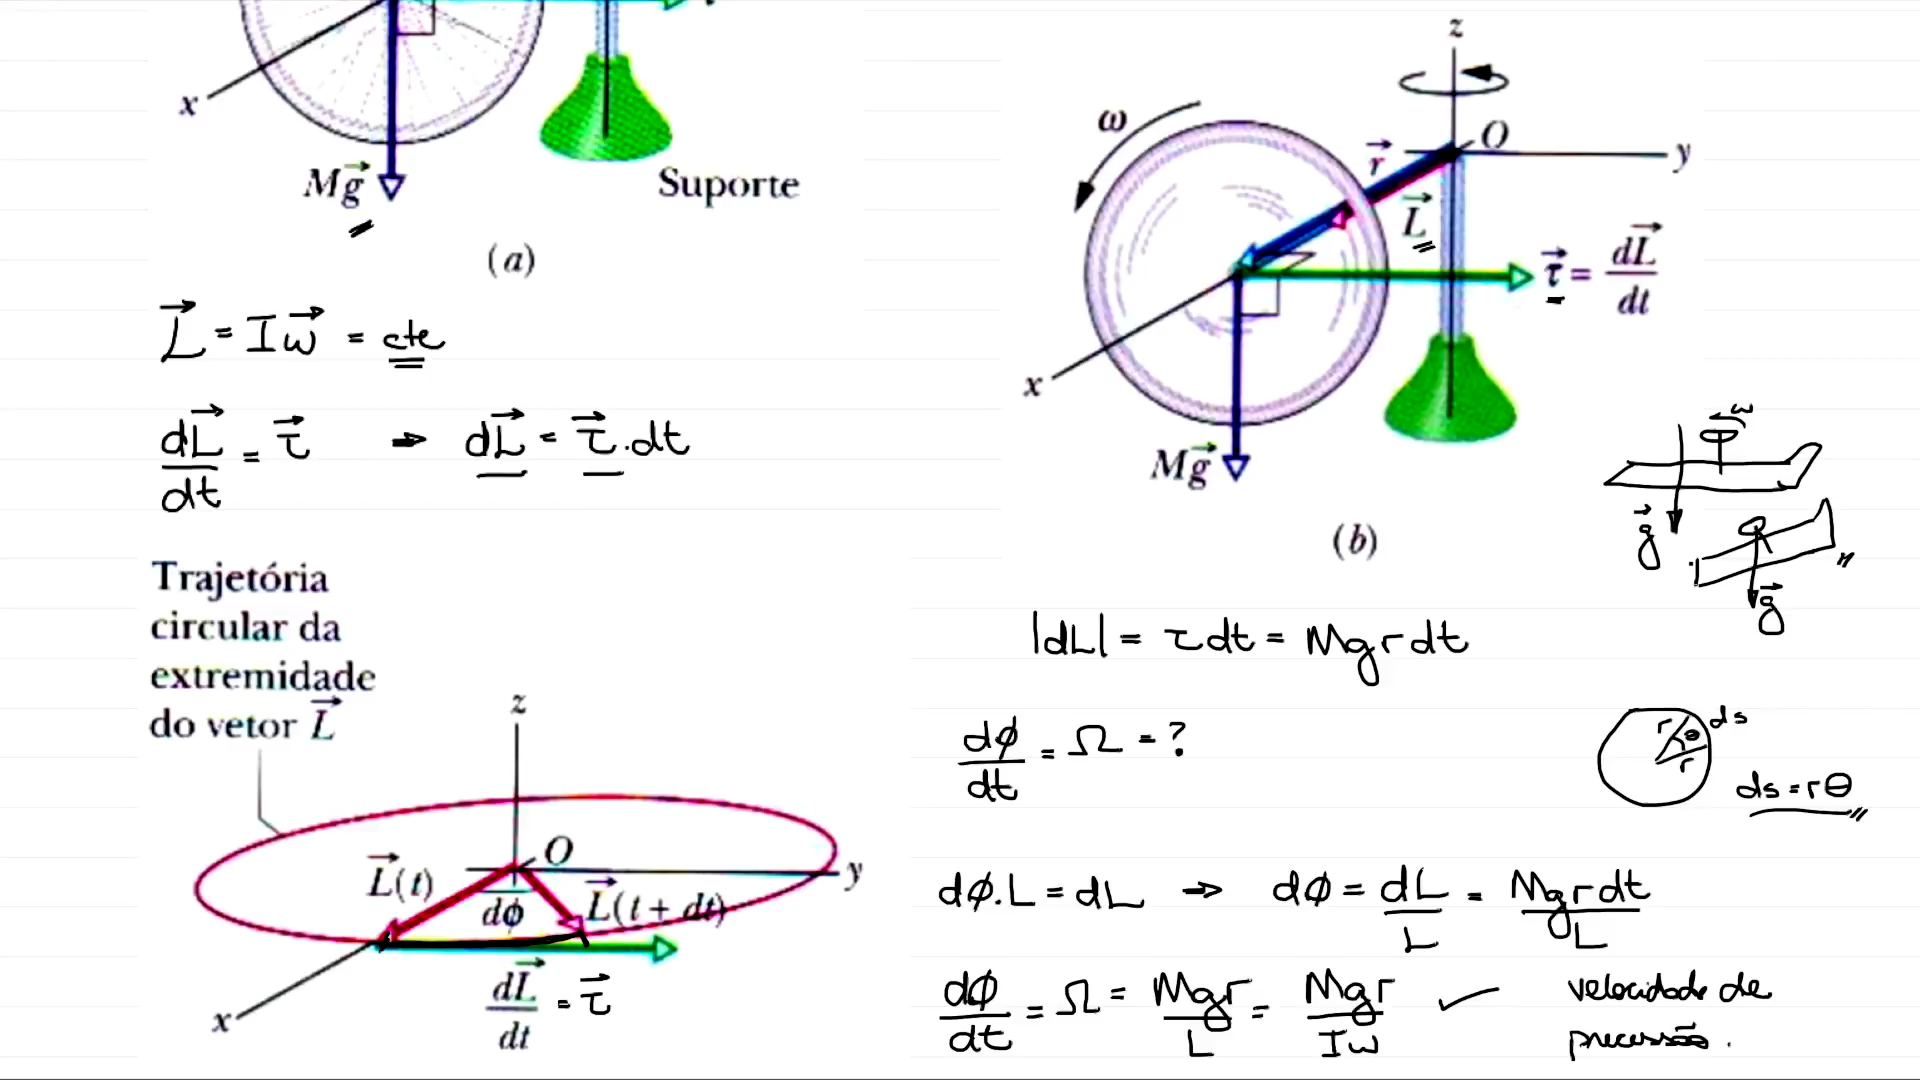 x
Mg⃗
Suporte
(a)
L⃗ = Iω⃗ = cte
dL⃗/dt = τ⃗ ⇒ dL⃗ = τ⃗.dt
Trajetória
circular da
extremidade
do vetor L⃗
z
O
y
L⃗(t)
dϕ
L⃗(t + dt)
dL⃗/dt = τ⃗
x
z
ω
O
r⃗
y
L⃗
τ⃗ = dL⃗/dt
x
Mg⃗
(b)
ω
g⃗
g⃗
|dL| = τdt = Mgrdt
dϕ/dt = Ω = ?
r θ ds
r
ds = rθ
dϕ.L = dL ⇒ dϕ = dL/L = Mgrdt/L
dϕ/dt = Ω = Mgr/L = Mgr/Iω ✓
velocidade de
precessão.